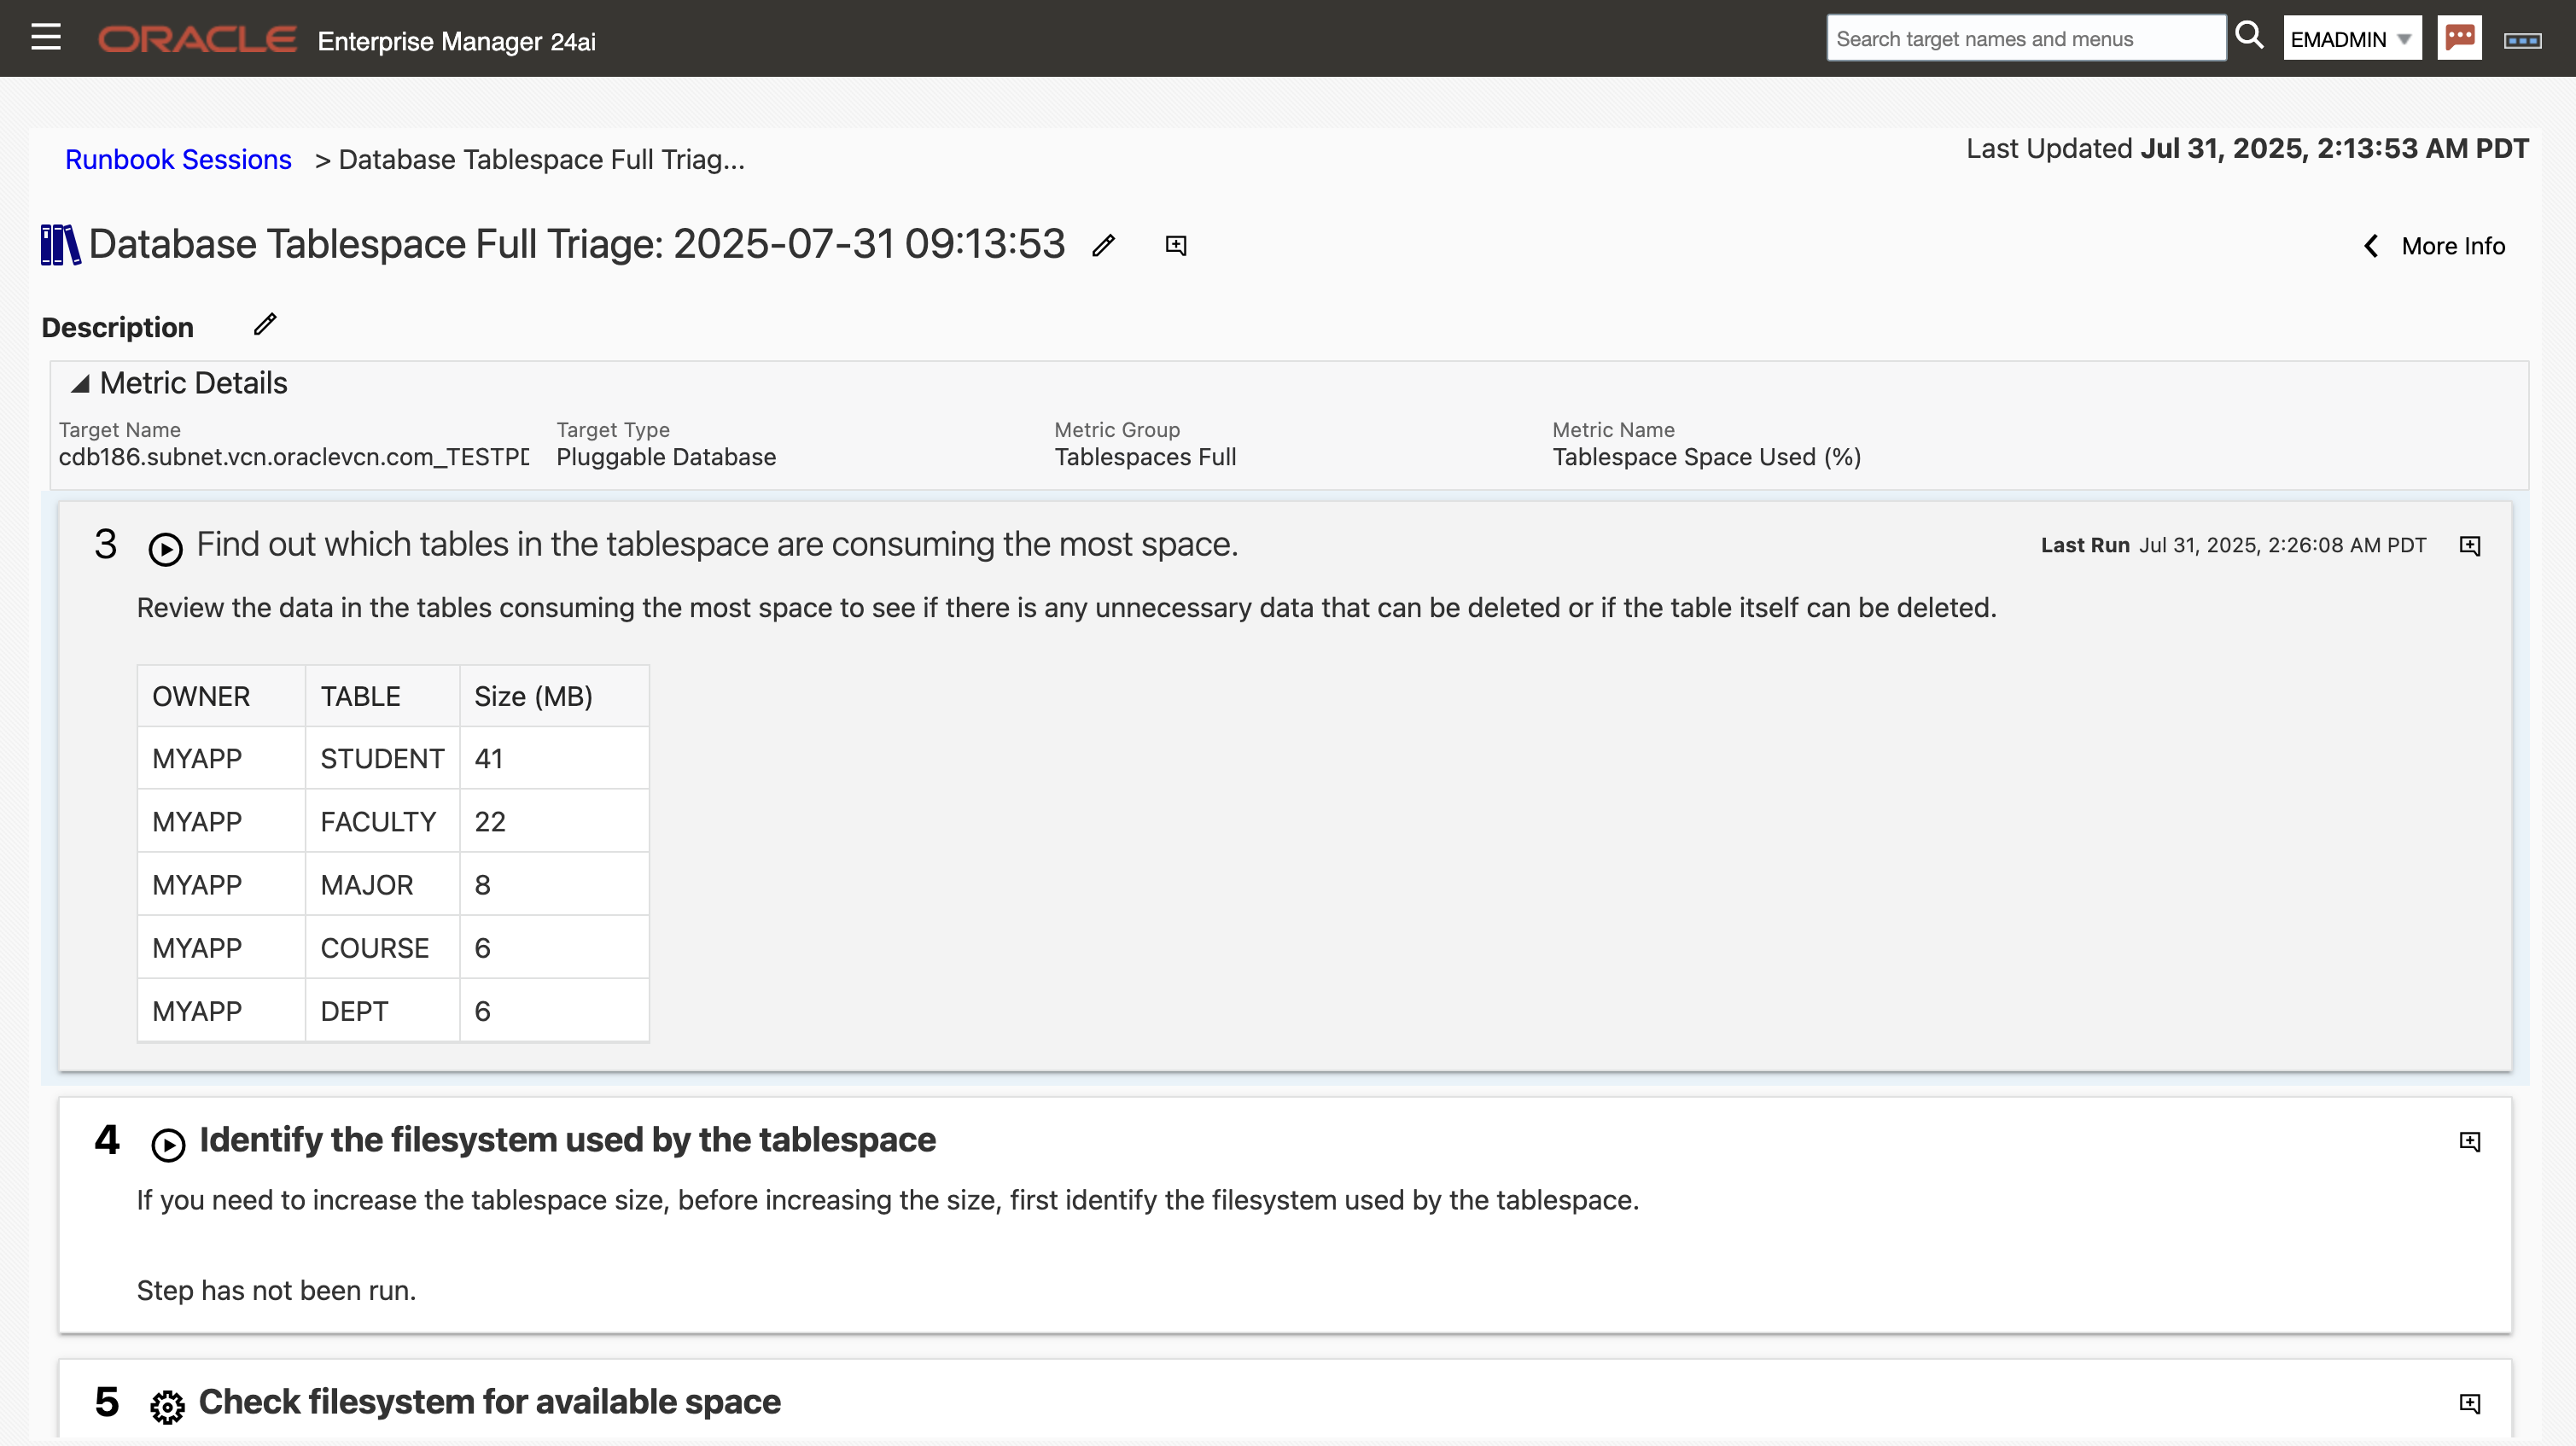 ORACLE Enterprise Manager 24ai
Search target names and menus
EMADMIN
Runbook Sessions > Database Tablespace Full Triag...
Last Updated Jul 31, 2025, 2:13:53 AM PDT
Database Tablespace Full Triage: 2025-07-31 09:13:53
More Info
Description
Metric Details
Target Name Target Type Metric Group Metric Name
cdb186.subnet.vcn.oraclevcn.com_TESTPD Pluggable Database Tablespaces Full Tablespace Space Used (%)
3 Find out which tables in the tablespace are consuming the most space.
Last Run Jul 31, 2025, 2:26:08 AM PDT
Review the data in the tables consuming the most space to see if there is any unnecessary data that can be deleted or if the table itself can be deleted.
OWNER TABLE Size (MB)
MYAPP STUDENT 41
MYAPP FACULTY 22
MYAPP MAJOR 8
MYAPP COURSE 6
MYAPP DEPT 6
4 Identify the filesystem used by the tablespace
If you need to increase the tablespace size, before increasing the size, first identify the filesystem used by the tablespace.
Step has not been run.
5 Check filesystem for available space